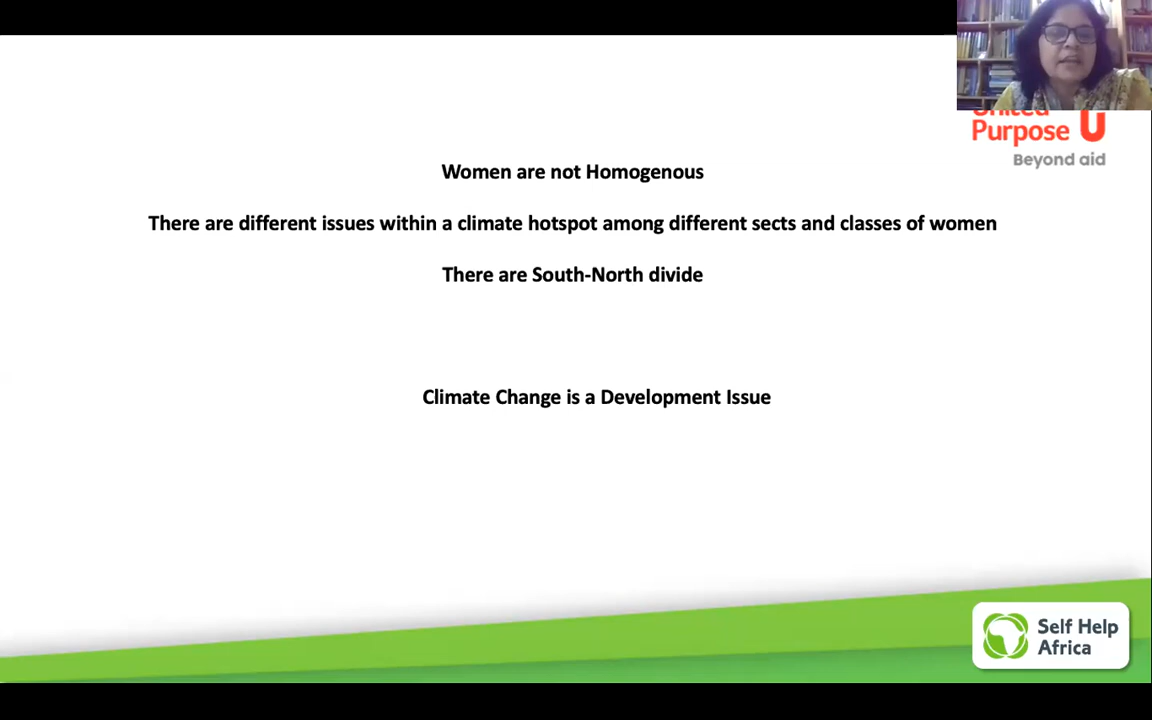 United
Purpose
Beyond aid
Women are not Homogenous
There are different issues within a climate hotspot among different sects and classes of women
There are South-North divide
Climate Change is a Development Issue
Self Help
Africa